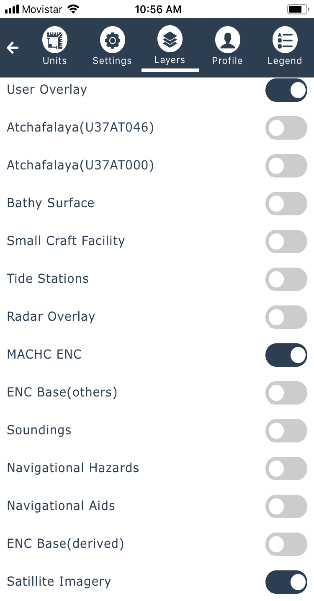 Movistar 10:56 AM
Units Settings Layers Profile Legend
User Overlay
Atchafalaya(U37AT046)
Atchafalaya(U37AT000)
Bathy Surface
Small Craft Facility
Tide Stations
Radar Overlay
MACHC ENC
ENC Base(others)
Soundings
Navigational Hazards
Navigational Aids
ENC Base(derived)
Satillite Imagery